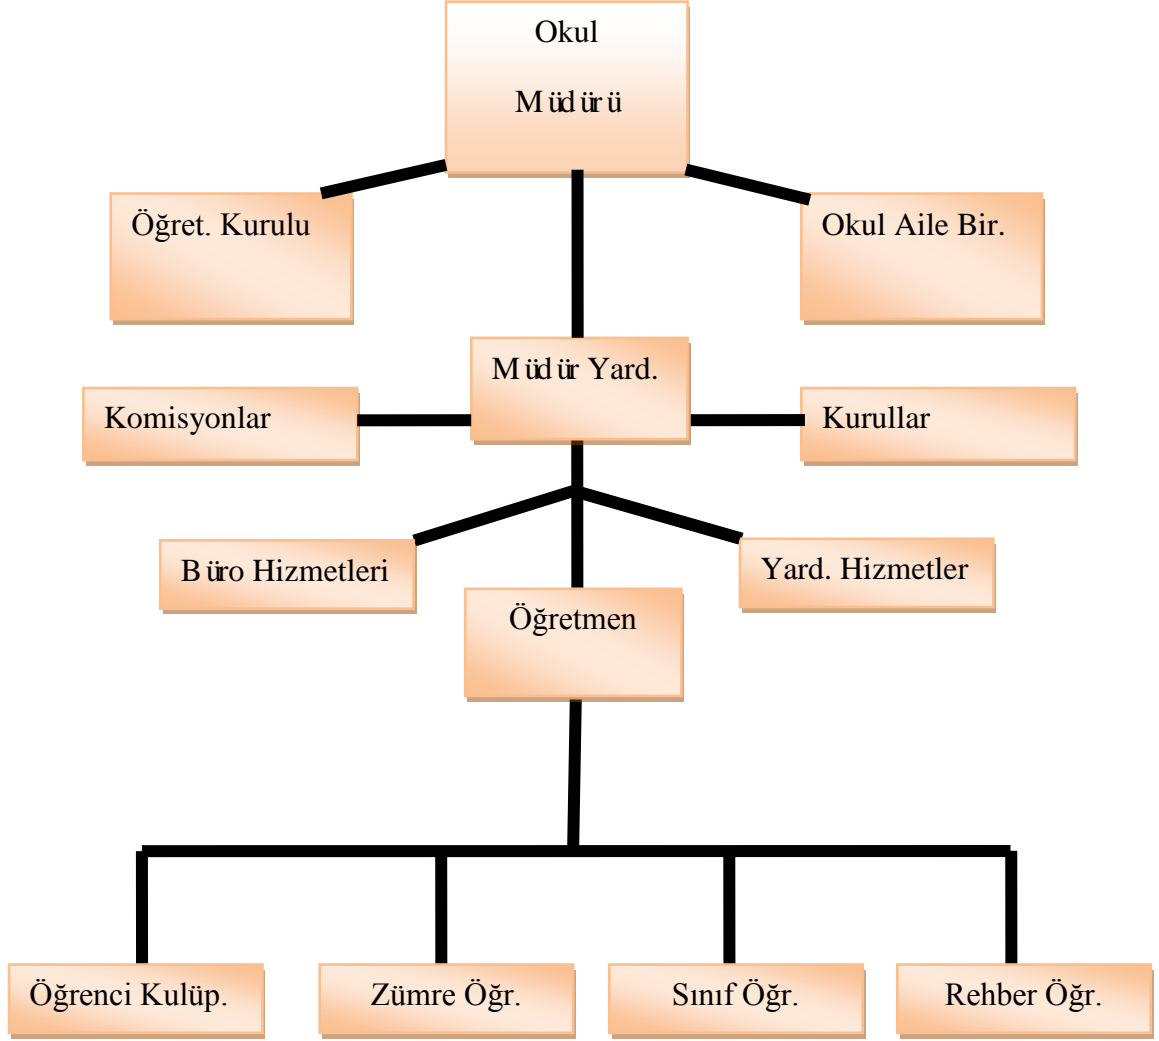 Okul
Müdürü
Öğret. Kurulu
Okul Aile Bir.
Müdür Yard.
Komisyonlar
Kurullar
Büro Hizmetleri
Yard. Hizmetler
Öğretmen
Öğrenci Kulüp.
Zümre Öğr.
Sınıf Öğr.
Rehber Öğr.